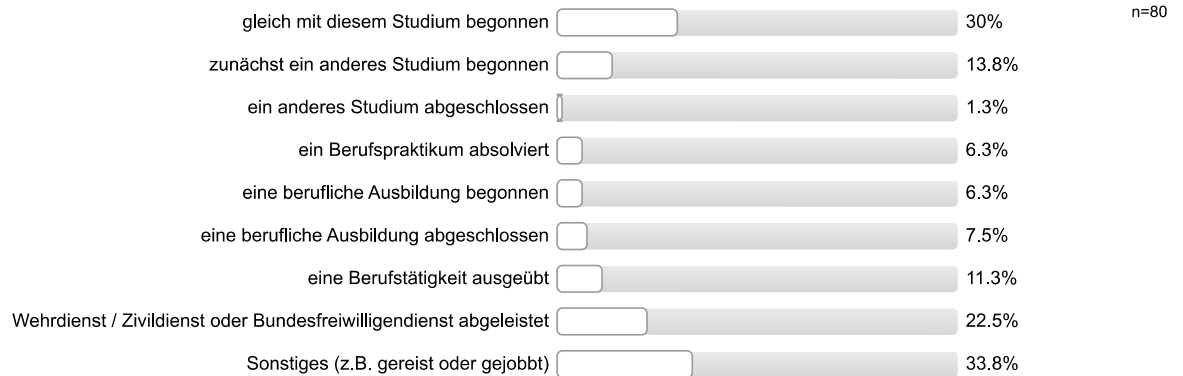 n=80
gleich mit diesem Studium begonnen 30%
zunächst ein anderes Studium begonnen 13.8%
ein anderes Studium abgeschlossen 1.3%
ein Berufspraktikum absolviert 6.3%
eine berufliche Ausbildung begonnen 6.3%
eine berufliche Ausbildung abgeschlossen 7.5%
eine Berufstätigkeit ausgeübt 11.3%
Wehrdienst / Zivildienst oder Bundesfreiwilligendienst abgeleistet 22.5%
Sonstiges (z.B. gereist oder gejobbt) 33.8%